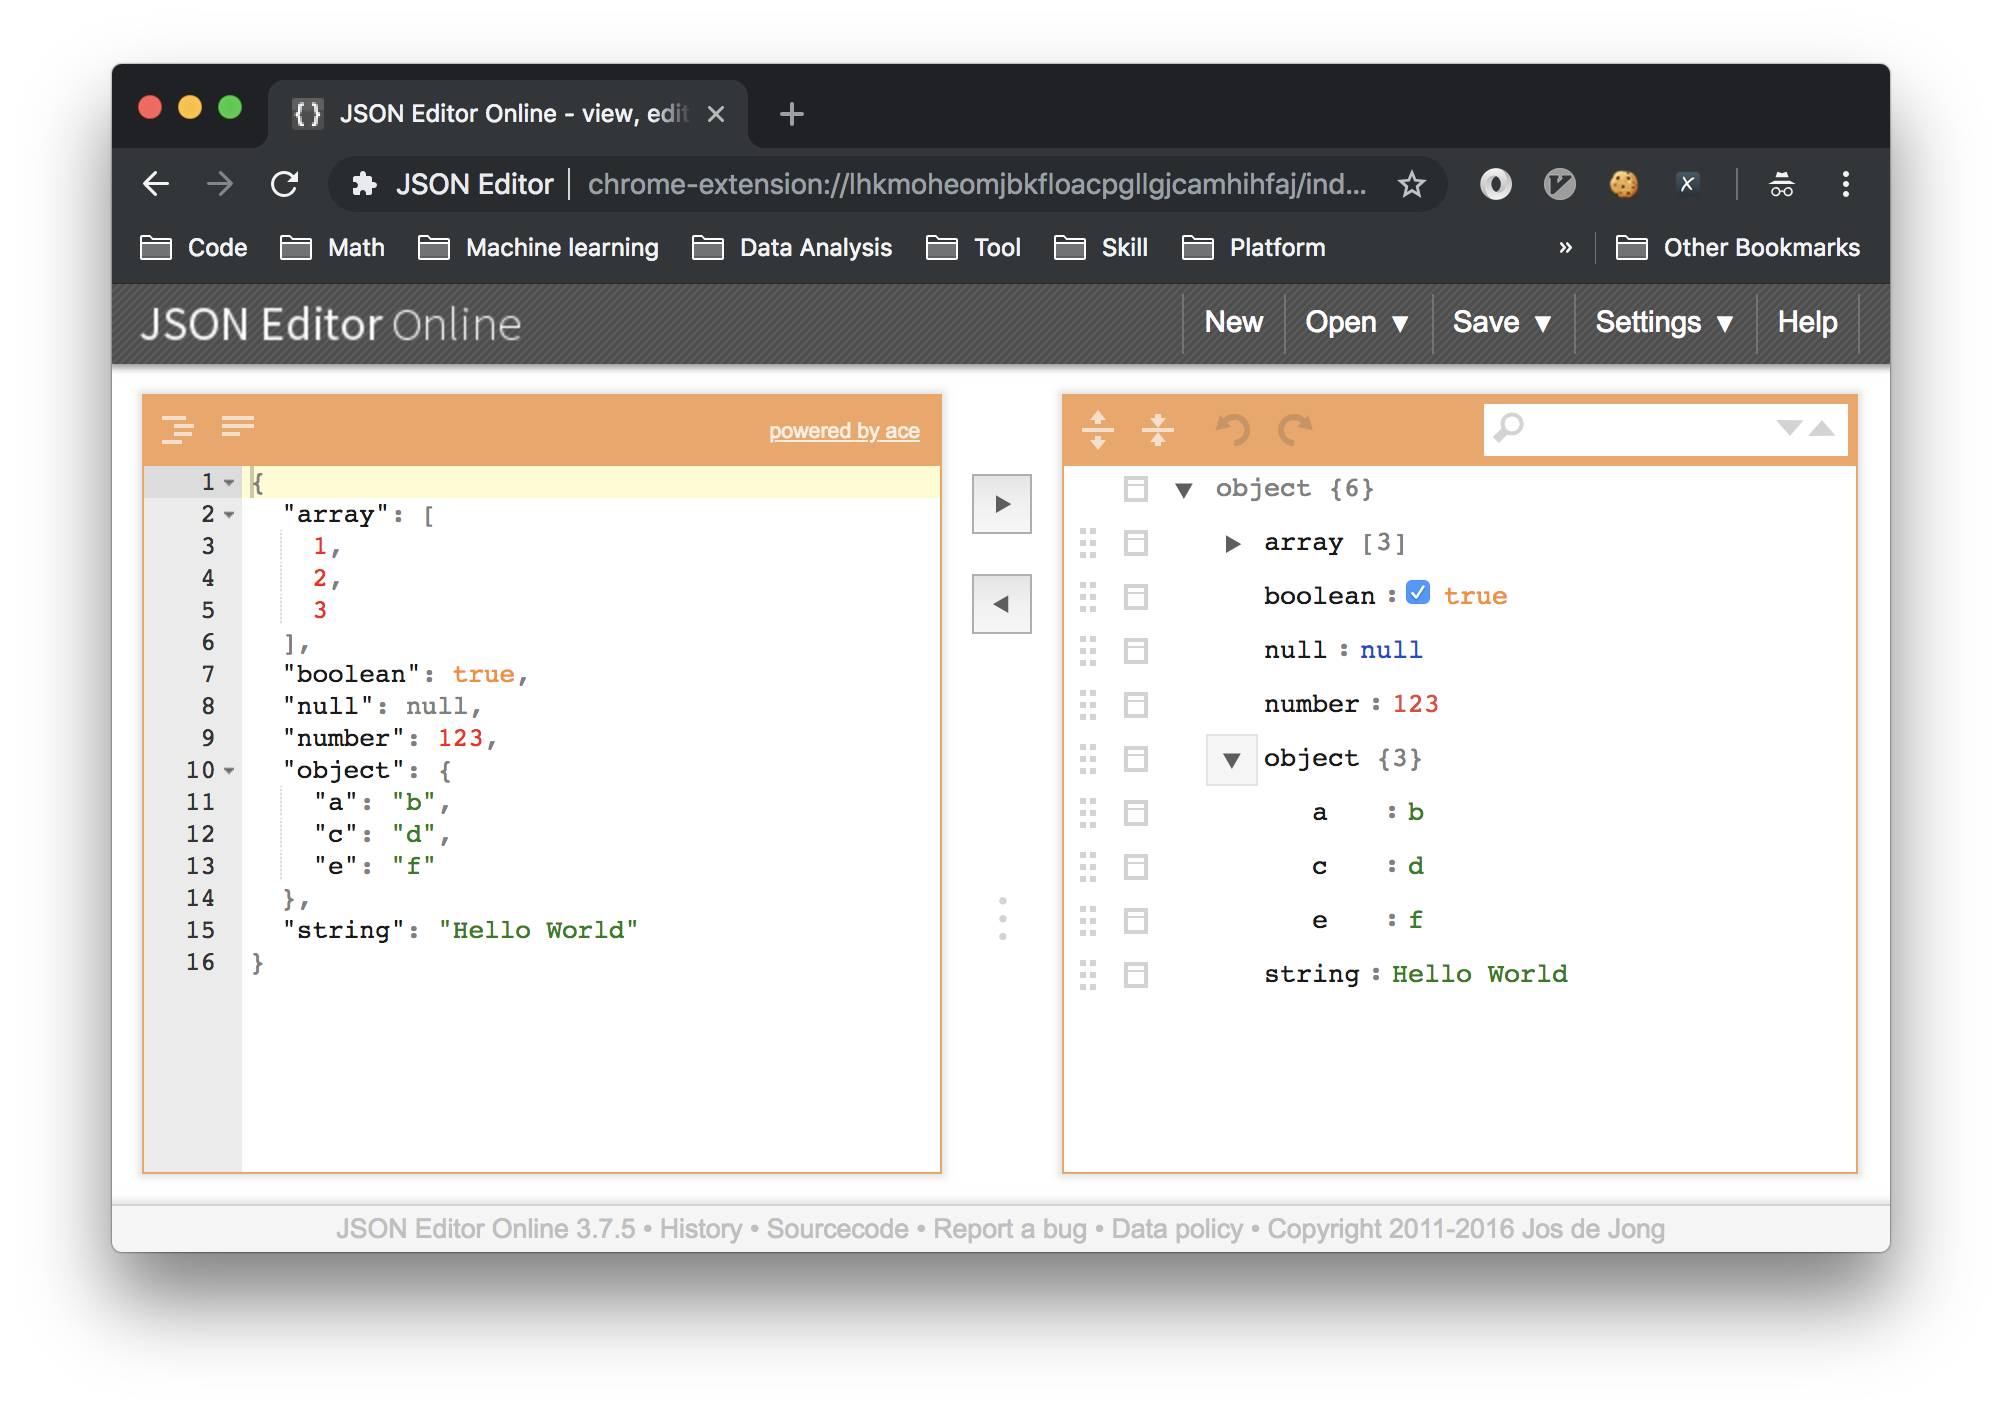 JSON Editor Online - view, edit
JSON Editor | chrome-extension://lhkmoheomjbkfloacpgllgjcamhihfaj/ind...
Code Math Machine learning Data Analysis Tool Skill Platform » Other Bookmarks
JSON Editor Online New Open ▼ Save ▼ Settings ▼ Help
powered by ace
1 {
2 "array": [
3 1,
4 2,
5 3
6 ],
7 "boolean": true,
8 "null": null,
9 "number": 123,
10 "object": {
11 "a": "b",
12 "c": "d",
13 "e": "f"
14 },
15 "string": "Hello World"
16 }
object {6}
array [3]
boolean : true
null : null
number : 123
object {3}
a : b
c : d
e : f
string : Hello World
JSON Editor Online 3.7.5 • History • Sourcecode • Report a bug • Data policy • Copyright 2011-2016 Jos de Jong